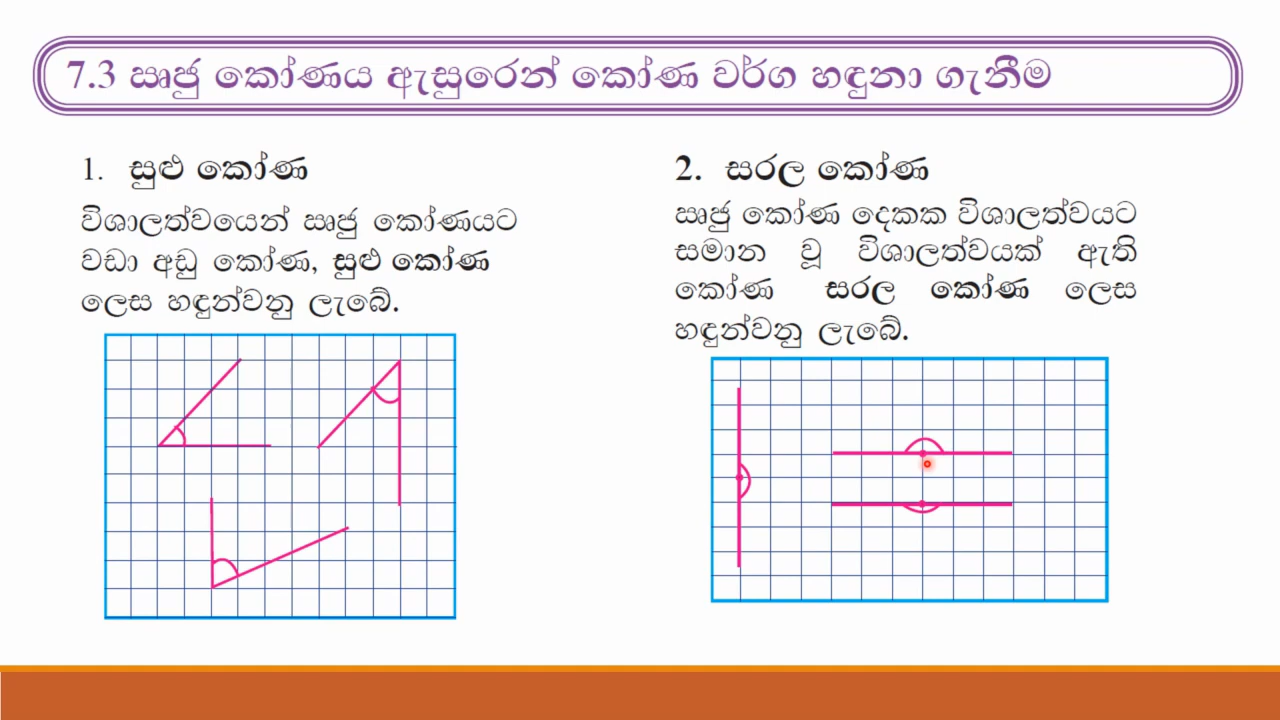 7.3 ඍජු කෝණය ඇසුරෙන් කෝණ වර්ග හඳුනා ගැනීම
1. සුළු කෝණ
විශාලත්වයෙන් ඍජු කෝණයට
වඩා අඩු කෝණ, සුළු කෝණ
ලෙස හඳුන්වනු ලැබේ.
2. සරල කෝණ
ඍජු කෝණ දෙකක විශාලත්වයට
සමාන වූ විශාලත්වයක් ඇති
කෝණ සරල කෝණ ලෙස
හඳුන්වනු ලැබේ.